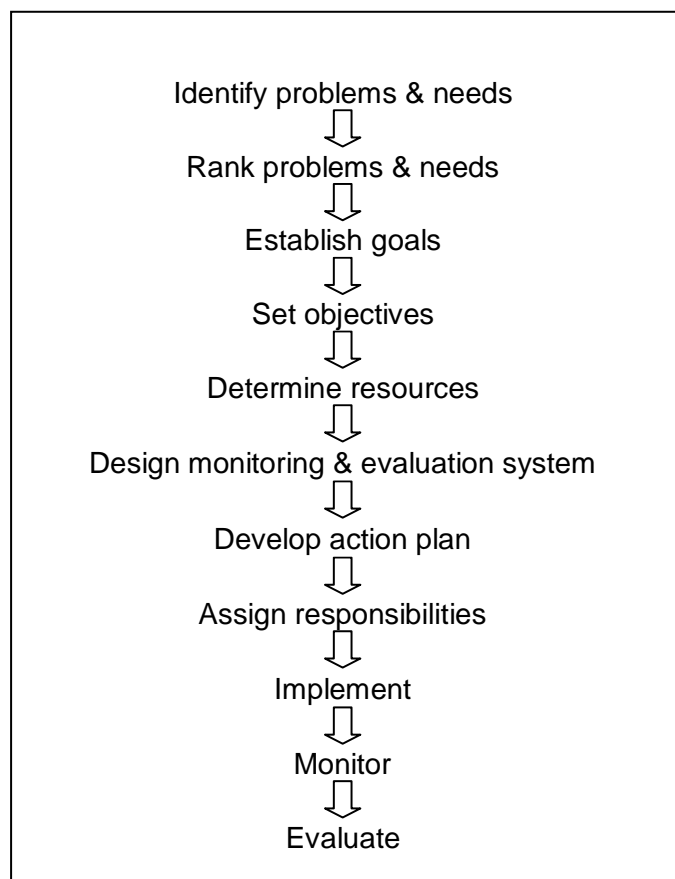 Identify problems & needs
Rank problems & needs
Establish goals
Set objectives
Determine resources
Design monitoring & evaluation system
Develop action plan
Assign responsibilities
Implement
Monitor
Evaluate